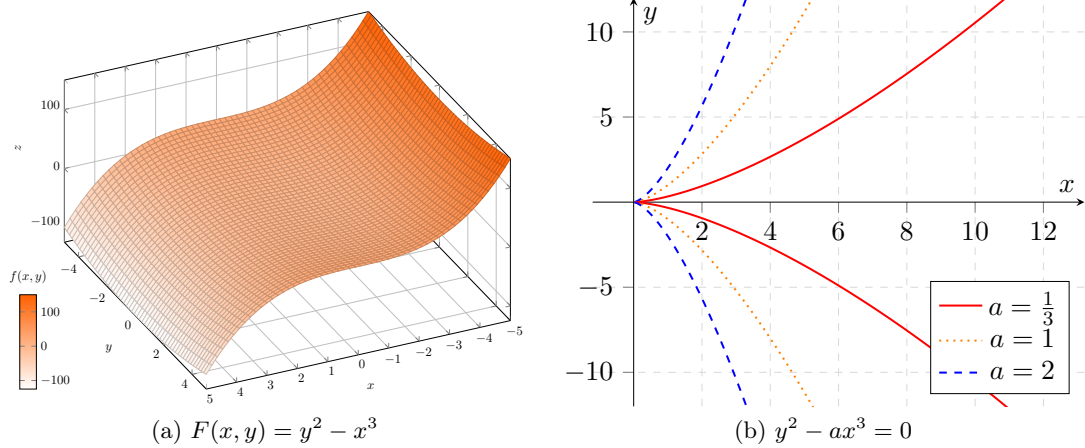 100
0
−100
z
−4
−2
0
2
4
y
5
4
3
2
1
0
−1
−2
−3
−4
−5
x
f(x, y)
100
0
−100
(a) F(x, y) = y² − x³
y
10
5
−5
−10
2
4
6
8
10
12
x
a = 1/3
a = 1
a = 2
(b) y² − ax³ = 0